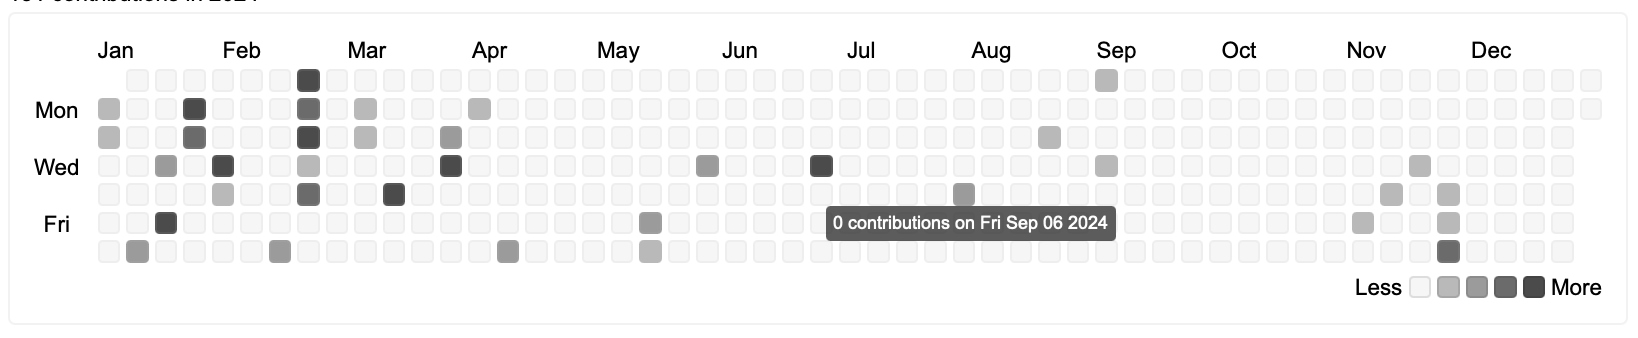 contributions in 2024
Jan Feb Mar Apr May Jun Jul Aug Sep Oct Nov Dec
Mon
Wed
Fri
0 contributions on Fri Sep 06 2024
Less More